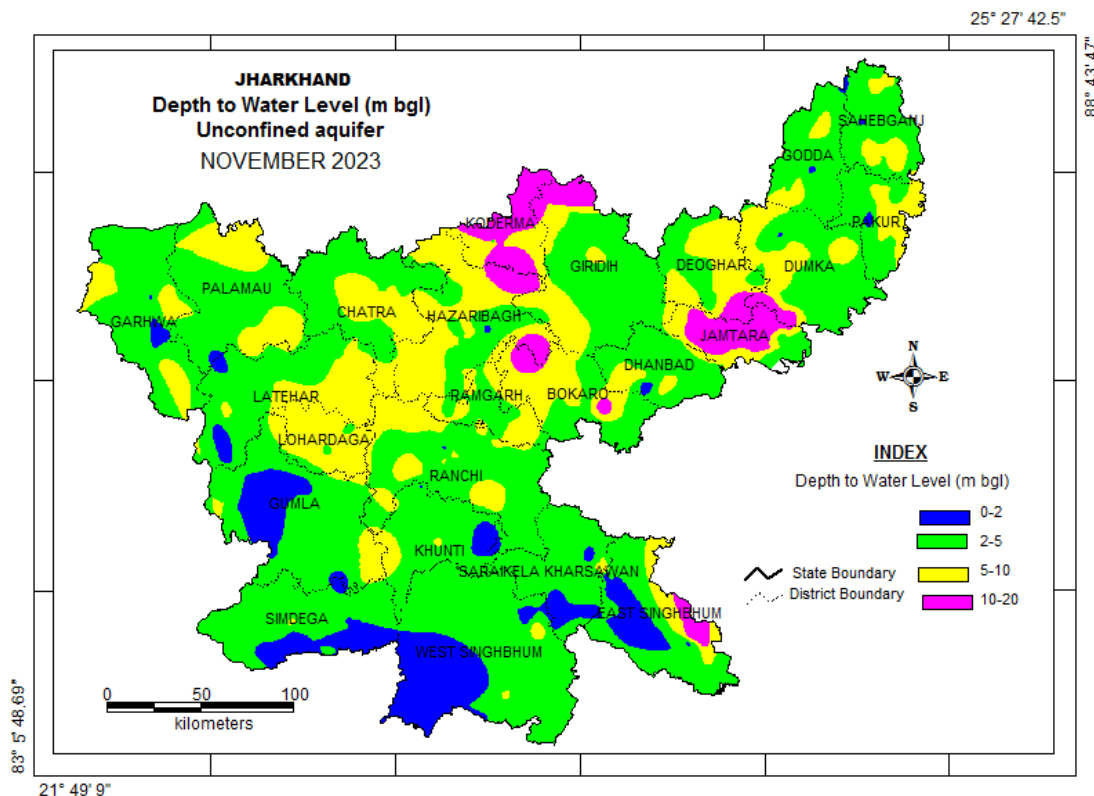 25° 27' 42.5"
88° 43' 47"
JHARKHAND
Depth to Water Level (m bgl)
Unconfined aquifer
NOVEMBER 2023
SAHEBGANJ
GODDA
KODERMA
PAKUR
GIRIDIH
DEOGHAR
DUMKA
PALAMAU
CHATRA
HAZARIBAGH
GARHWA
JAMTARA
DHANBAD
LATEHAR
RAMGARH
BOKARO
LOHARDAGA
RANCHI
GUMLA
KHUNTI
SARAIKELA KHARSAWAN
SIMDEGA
EAST SINGHBHUM
WEST SINGHBHUM
N
W
E
S
INDEX
Depth to Water Level (m bgl)
0-2
2-5
5-10
10-20
State Boundary
District Boundary
0 50 100
kilometers
83° 5' 48.69"
21° 49' 9"